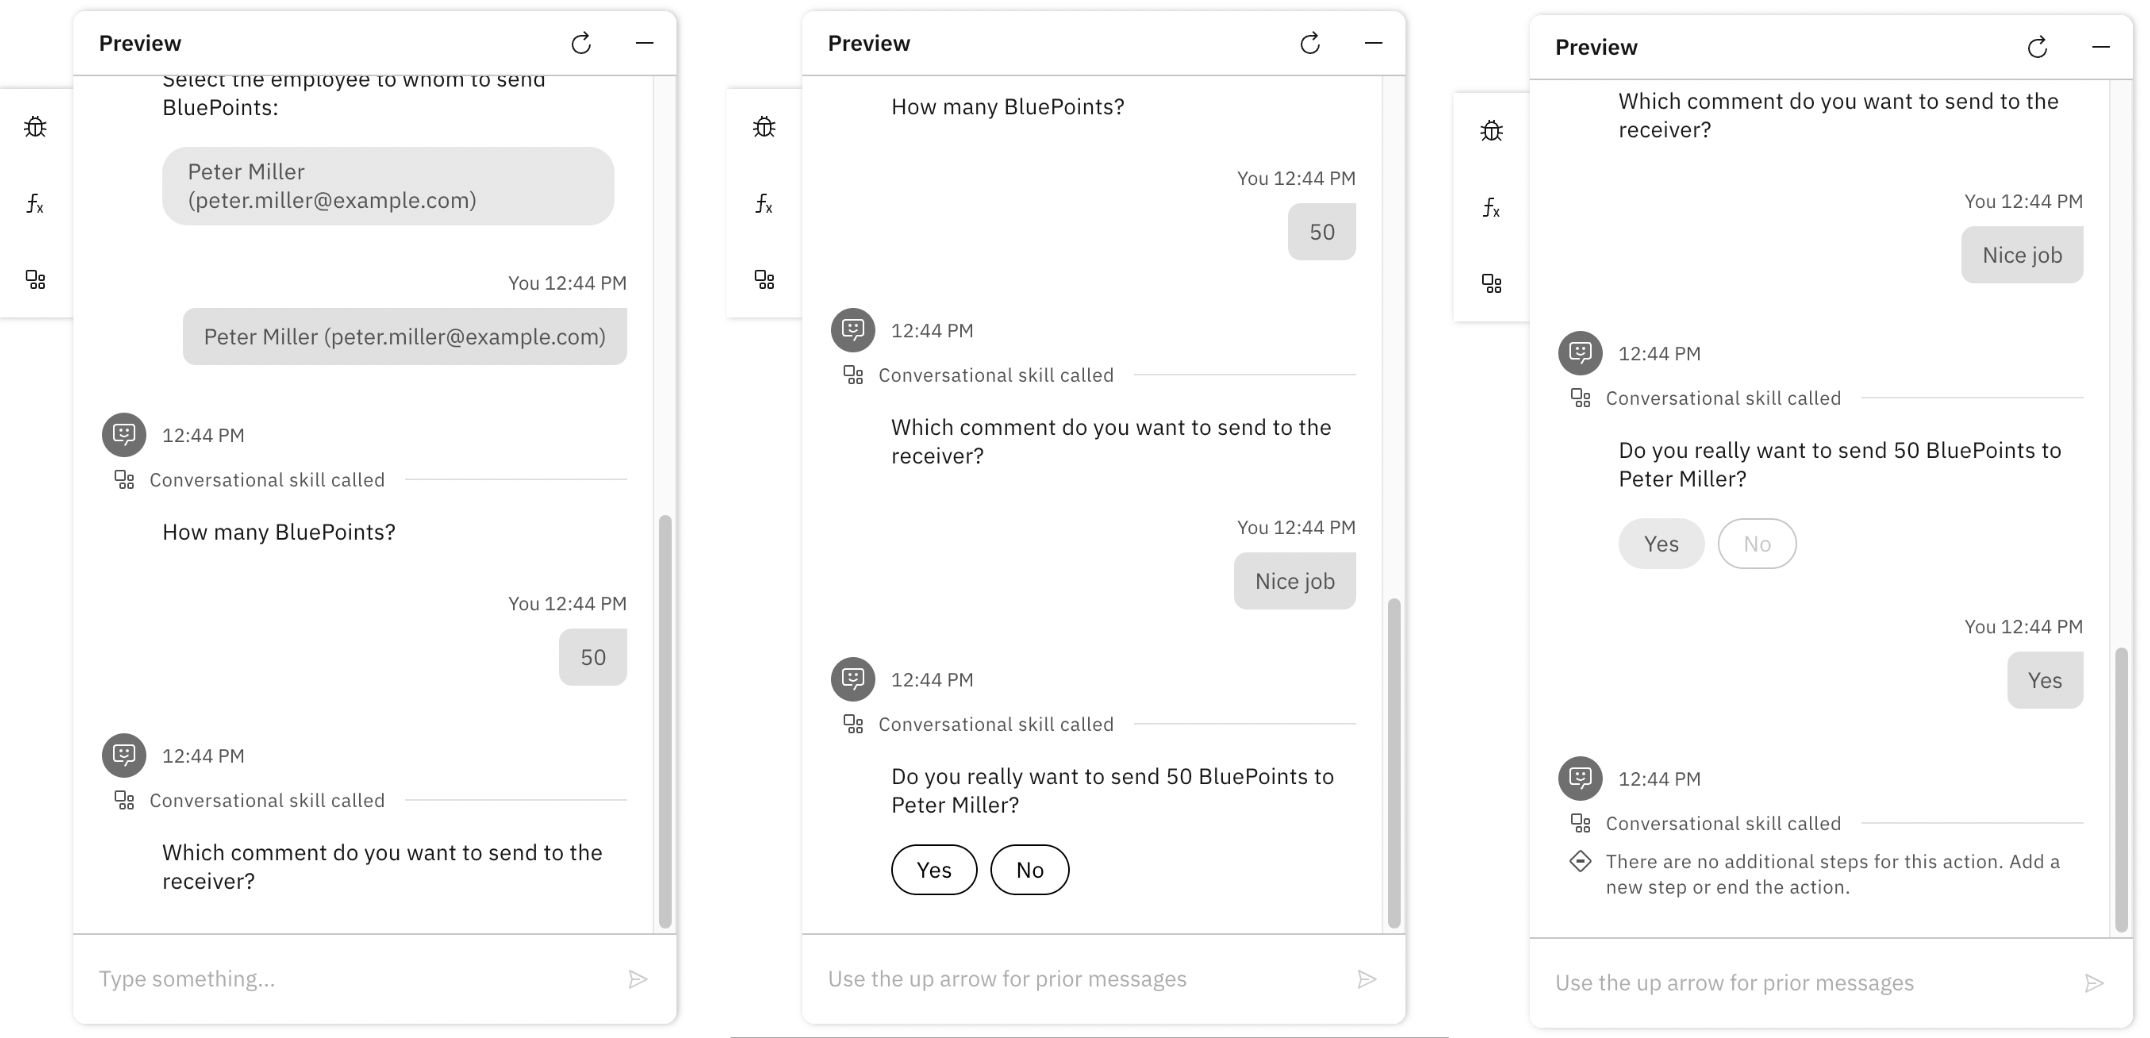 Preview
Select the employee to whom to send
BluePoints:
Peter Miller
(peter.miller@example.com)
You 12:44 PM
Peter Miller (peter.miller@example.com)
12:44 PM
Conversational skill called
How many BluePoints?
You 12:44 PM
50
12:44 PM
Conversational skill called
Which comment do you want to send to the
receiver?
Type something...
fx
Preview
How many BluePoints?
You 12:44 PM
50
12:44 PM
Conversational skill called
Which comment do you want to send to the
receiver?
You 12:44 PM
Nice job
12:44 PM
Conversational skill called
Do you really want to send 50 BluePoints to
Peter Miller?
Yes No
Use the up arrow for prior messages
fx
Preview
Which comment do you want to send to the
receiver?
You 12:44 PM
Nice job
12:44 PM
Conversational skill called
Do you really want to send 50 BluePoints to
Peter Miller?
Yes No
You 12:44 PM
Yes
12:44 PM
Conversational skill called
There are no additional steps for this action. Add a
new step or end the action.
Use the up arrow for prior messages
fx